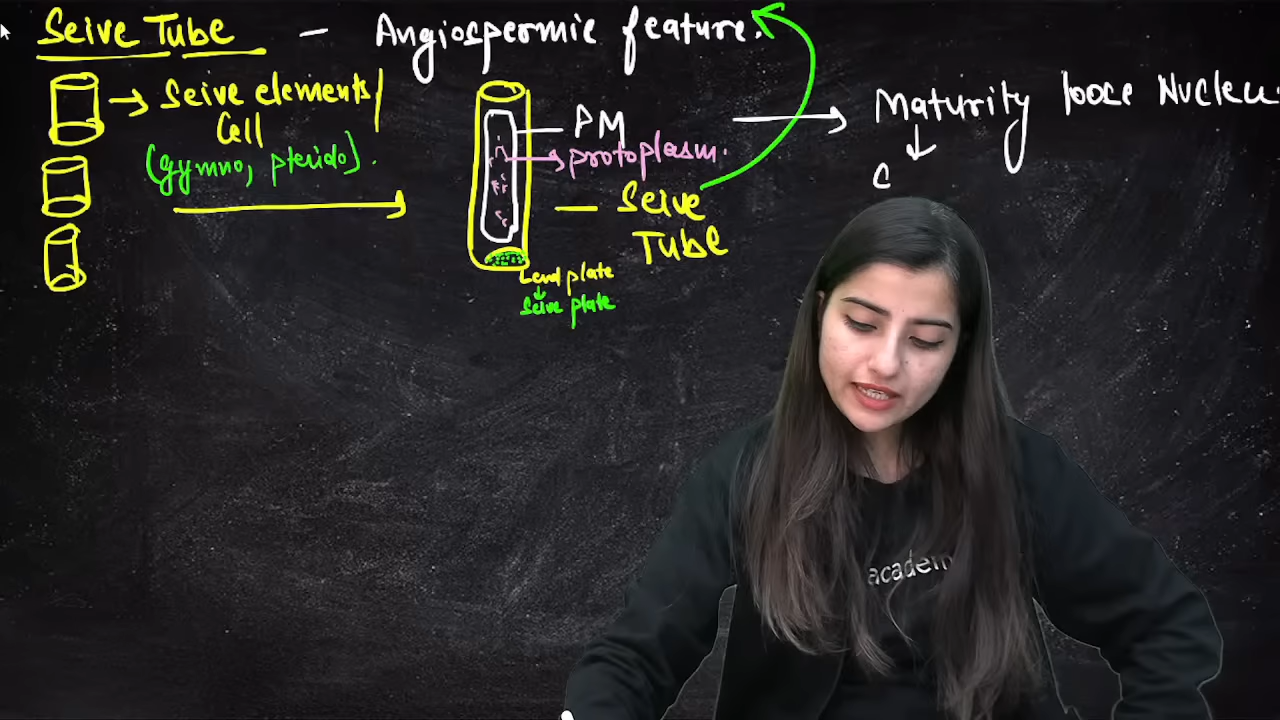 Seive Tube – Angiospermic feature.
→ Seive elements/
Cell
(gymno, pterido).
PM
→ protoplasm.
– Seive
Tube
plate
↓
Seive plate
→ Maturity loose Nucleu
↓
C
academ